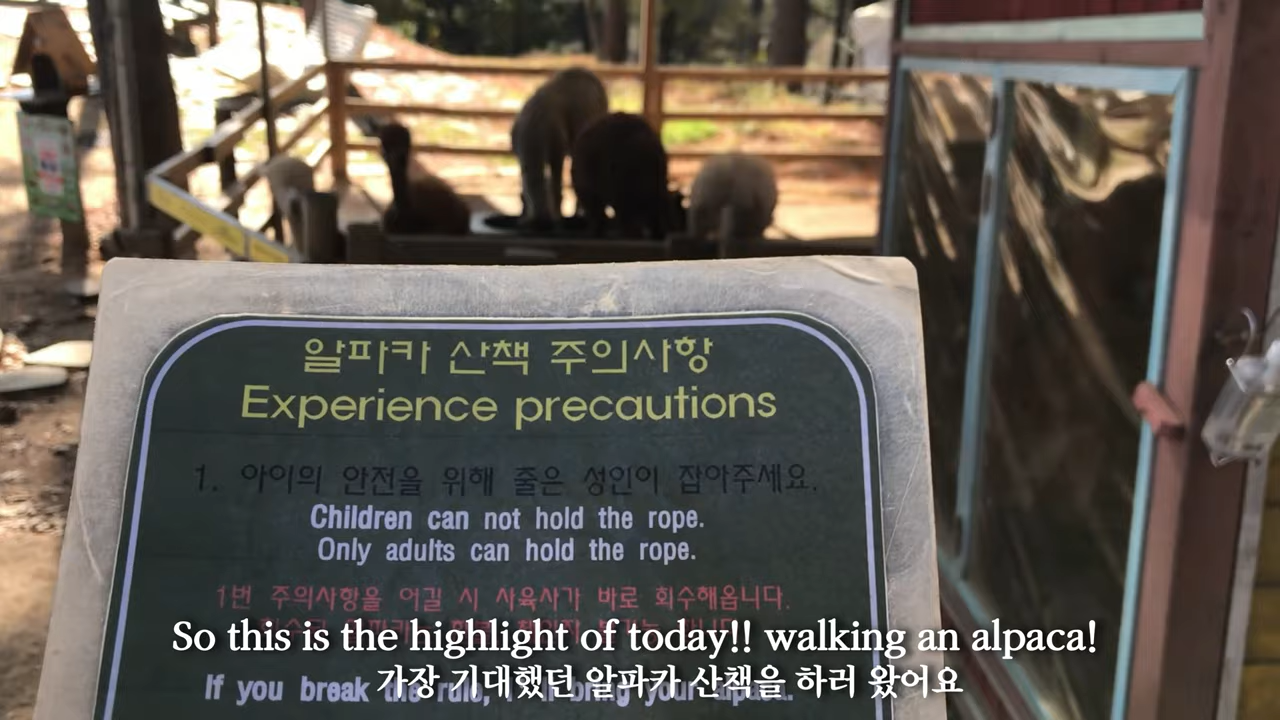 알파카 산책 주의사항
Experience precautions
1. 아이의 안전을 위해 줄은 성인이 잡아주세요.
Children can not hold the rope.
Only adults can hold the rope.
1번 주의사항을 어길 시 사육사가 바로 회수해옵니다.
So this is the highlight of today!! walking an alpaca!
If you break the rule, your alpaca.
가장 기대했던 알파카 산책을 하러 왔어요